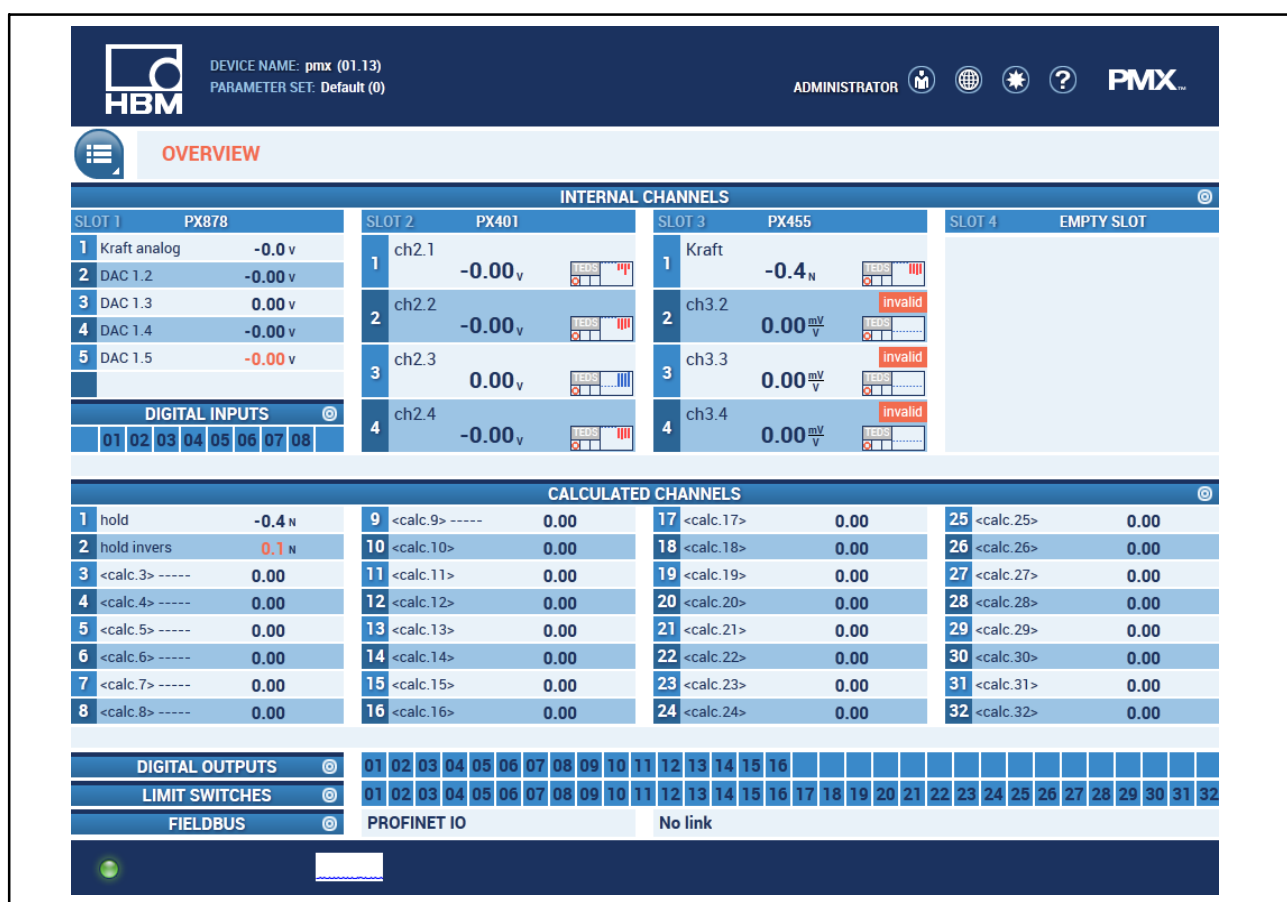 HBM
DEVICE NAME: pmx (01.13)
PARAMETER SET: Default (0)
ADMINISTRATOR
PMX™
OVERVIEW
INTERNAL CHANNELS
SLOT 1 PX878
1 Kraft analog -0.0 V
2 DAC 1.2 -0.00 V
3 DAC 1.3 0.00 V
4 DAC 1.4 -0.00 V
5 DAC 1.5 -0.00 V
DIGITAL INPUTS
01 02 03 04 05 06 07 08
SLOT 2 PX401
1 ch2.1 -0.00 V TEDS
2 ch2.2 -0.00 V TEDS
3 ch2.3 0.00 V TEDS
4 ch2.4 -0.00 V TEDS
SLOT 3 PX455
1 Kraft -0.4 N TEDS
2 ch3.2 invalid 0.00 mV/V TEDS
3 ch3.3 invalid 0.00 mV/V TEDS
4 ch3.4 invalid 0.00 mV/V TEDS
SLOT 4 EMPTY SLOT
CALCULATED CHANNELS
1 hold -0.4 N
2 hold invers 0.1 N
3 <calc.3> ----- 0.00
4 <calc.4> ----- 0.00
5 <calc.5> ----- 0.00
6 <calc.6> ----- 0.00
7 <calc.7> ----- 0.00
8 <calc.8> ----- 0.00
9 <calc.9> ----- 0.00
10 <calc.10> 0.00
11 <calc.11> 0.00
12 <calc.12> 0.00
13 <calc.13> 0.00
14 <calc.14> 0.00
15 <calc.15> 0.00
16 <calc.16> 0.00
17 <calc.17> 0.00
18 <calc.18> 0.00
19 <calc.19> 0.00
20 <calc.20> 0.00
21 <calc.21> 0.00
22 <calc.22> 0.00
23 <calc.23> 0.00
24 <calc.24> 0.00
25 <calc.25> 0.00
26 <calc.26> 0.00
27 <calc.27> 0.00
28 <calc.28> 0.00
29 <calc.29> 0.00
30 <calc.30> 0.00
31 <calc.31> 0.00
32 <calc.32> 0.00
DIGITAL OUTPUTS 01 02 03 04 05 06 07 08 09 10 11 12 13 14 15 16
LIMIT SWITCHES 01 02 03 04 05 06 07 08 09 10 11 12 13 14 15 16 17 18 19 20 21 22 23 24 25 26 27 28 29 30 31 32
FIELDBUS PROFINET IO No link